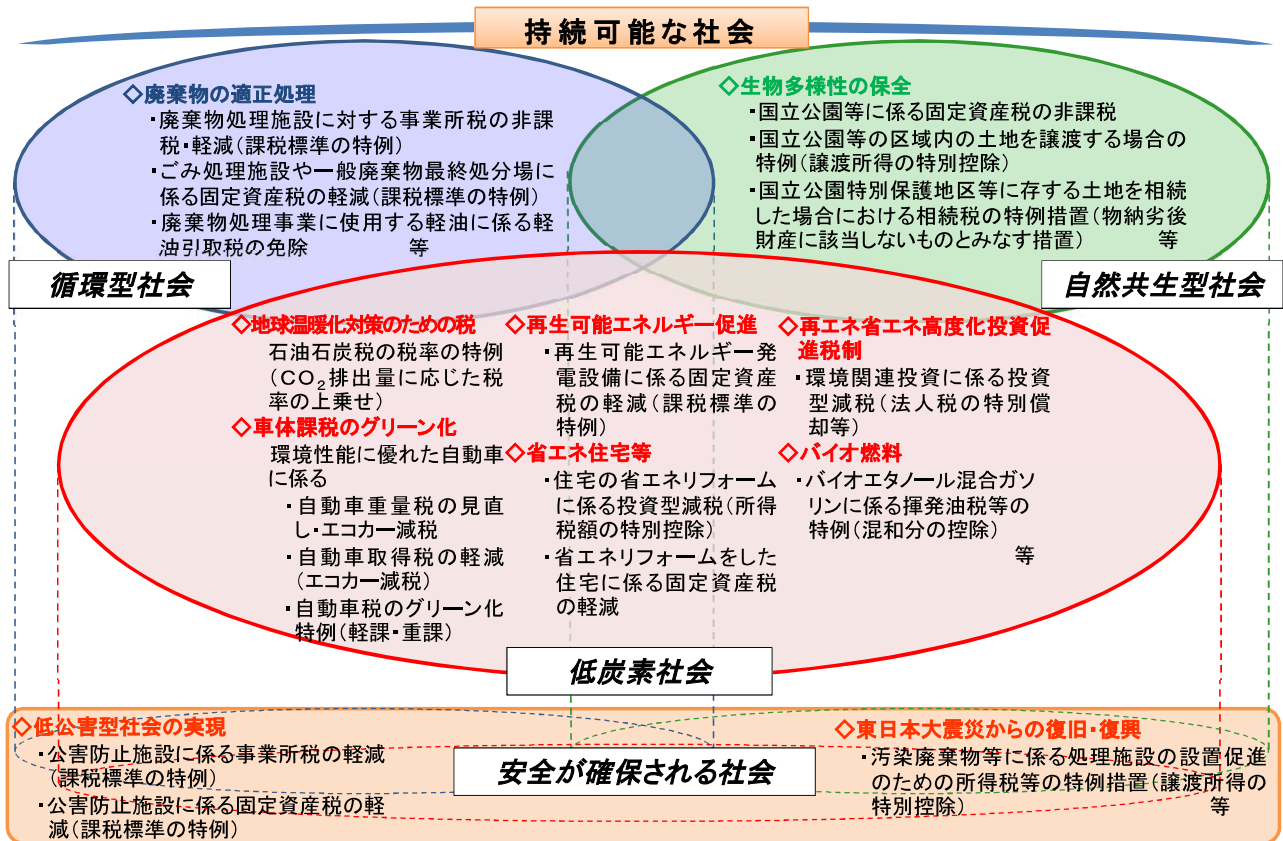 持続可能な社会
◇廃棄物の適正処理
・廃棄物処理施設に対する事業所税の非課
税・軽減(課税標準の特例)
・ごみ処理施設や一般廃棄物最終処分場に
係る固定資産税の軽減(課税標準の特例)
・廃棄物処理事業に使用する軽油に係る軽
油引取税の免除 等
循環型社会
◇生物多様性の保全
・国立公園等に係る固定資産税の非課税
・国立公園等の区域内の土地を譲渡する場合の
特例(譲渡所得の特別控除)
・国立公園特別保護地区等に存する土地を相続
した場合における相続税の特例措置(物納劣後
財産に該当しないものとみなす措置) 等
自然共生型社会
◇地球温暖化対策のための税
石油石炭税の税率の特例
(CO₂排出量に応じた税
率の上乗せ)
◇車体課税のグリーン化
環境性能に優れた自動車
に係る
・自動車重量税の見直
し・エコカー減税
・自動車取得税の軽減
(エコカー減税)
・自動車税のグリーン化
特例(軽課・重課)
◇再生可能エネルギー促進
・再生可能エネルギー発
電設備に係る固定資産
税の軽減(課税標準の
特例)
◇省エネ住宅等
・住宅の省エネリフォーム
に係る投資型減税(所得
税額の特別控除)
・省エネリフォームをした
住宅に係る固定資産税
の軽減
◇再エネ省エネ高度化投資促
進税制
・環境関連投資に係る投資
型減税(法人税の特別償
却等)
◇バイオ燃料
・バイオエタノール混合ガソ
リンに係る揮発油税等の
特例(混和分の控除)
等
低炭素社会
◇低公害型社会の実現
・公害防止施設に係る事業所税の軽減
(課税標準の特例)
・公害防止施設に係る固定資産税の軽
減(課税標準の特例)
安全が確保される社会
◇東日本大震災からの復旧・復興
・汚染廃棄物等に係る処理施設の設置促進
のための所得税等の特例措置(譲渡所得の
特別控除) 等